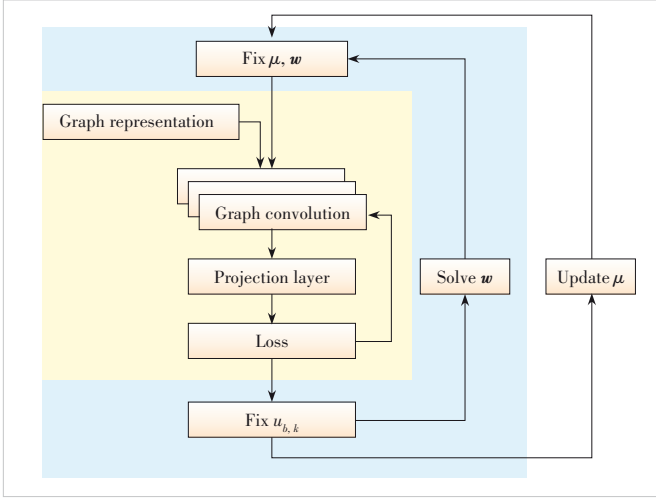 Fix μ, w
Graph representation
Graph convolution
Projection layer
Solve w
Update μ
Loss
Fix u_{b, k}